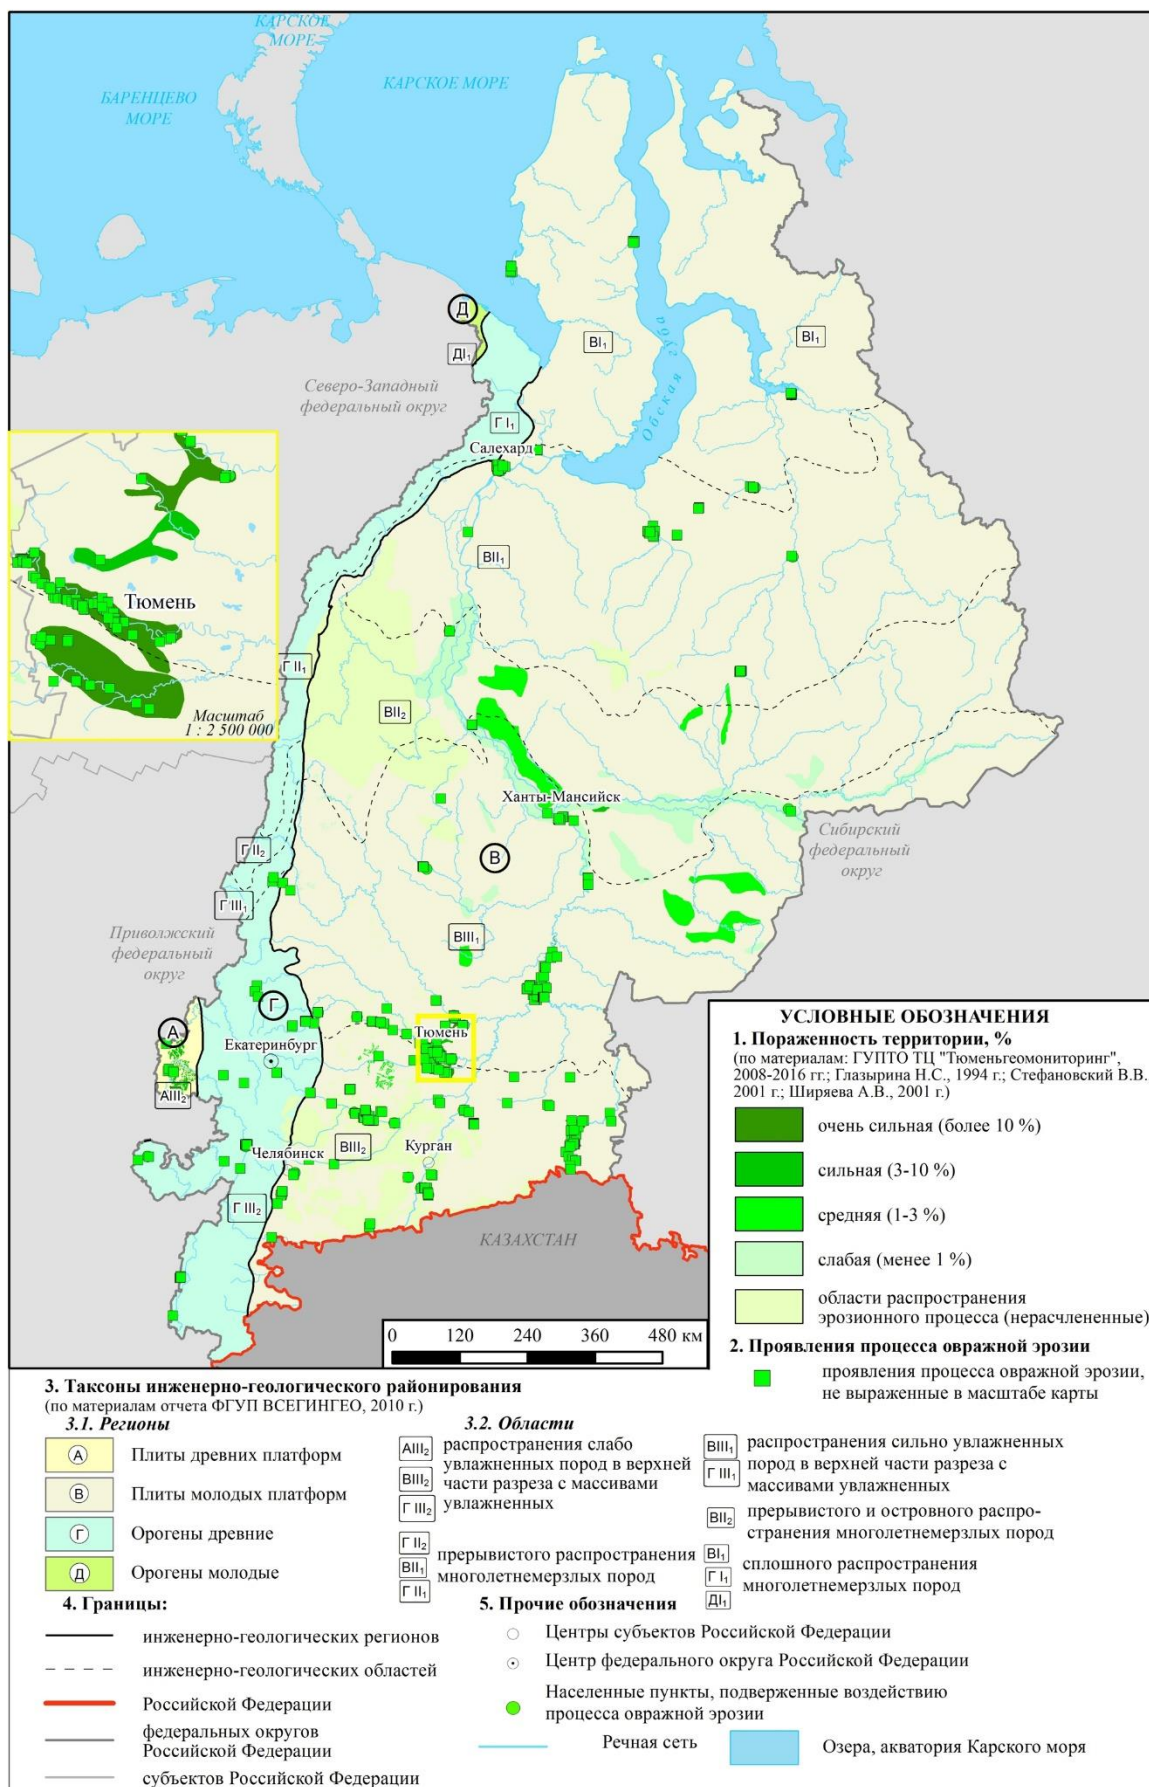 КАРСКОЕ
МОРЕ
КАРСКОЕ МОРЕ
БАРЕНЦЕВО
МОРЕ
Д
ДI₁
ВI₁
ВI₁
Обская губа
Северо-Западный
федеральный округ
Г I₁
Салехард
ВII₁
Тюмень
Масштаб
1 : 2 500 000
Г II₁
ВII₂
Ханты-Мансийск
Сибирский
федеральный
округ
Г II₂
В
Г III₁
Приволжский
федеральный
округ
ВIII₁
Г
А
Тюмень
Екатеринбург
АIII₂
Челябинск
ВIII₂
Курган
Г III₂
КАЗАХСТАН
0 120 240 360 480 км
УСЛОВНЫЕ ОБОЗНАЧЕНИЯ
1. Пораженность территории, %
(по материалам: ГУПТО ТЦ "Тюменьгеомониторинг",
2008-2016 гг.; Глазырина Н.С., 1994 г.; Стефановский В.В.
2001 г.; Ширяева А.В., 2001 г.)
очень сильная (более 10 %)
сильная (3-10 %)
средняя (1-3 %)
слабая (менее 1 %)
области распространения
эрозионного процесса (нерасчлененные)
2. Проявления процесса овражной эрозии
проявления процесса овражной эрозии,
не выраженные в масштабе карты
3. Таксоны инженерно-геологического районирования
(по материалам отчета ФГУП ВСЕГИНГЕО, 2010 г.)
3.1. Регионы
А Плиты древних платформ
В Плиты молодых платформ
Г Орогены древние
Д Орогены молодые
3.2. Области
АIII₂ распространения слабо
ВIII₂ увлажненных пород в верхней
части разреза с массивами
Г III₂ увлажненных
Г II₂
ВII₁ прерывистого распространения
Г II₁ многолетнемерзлых пород
ВIII₁ распространения сильно увлажненных
Г III₁ пород в верхней части разреза с
массивами увлажненных
ВII₂ прерывистого и островного распро-
странения многолетнемерзлых пород
ВI₁
Г I₁ сплошного распространения
ДI₁ многолетнемерзлых пород
4. Границы:
инженерно-геологических регионов
инженерно-геологических областей
Российской Федерации
федеральных округов
Российской Федерации
субъектов Российской Федерации
5. Прочие обозначения
Центры субъектов Российской Федерации
Центр федерального округа Российской Федерации
Населенные пункты, подверженные воздействию
процесса овражной эрозии
Речная сеть
Озера, акватория Карского моря